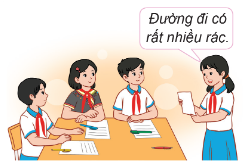 Đường đi có
rất nhiều rác.